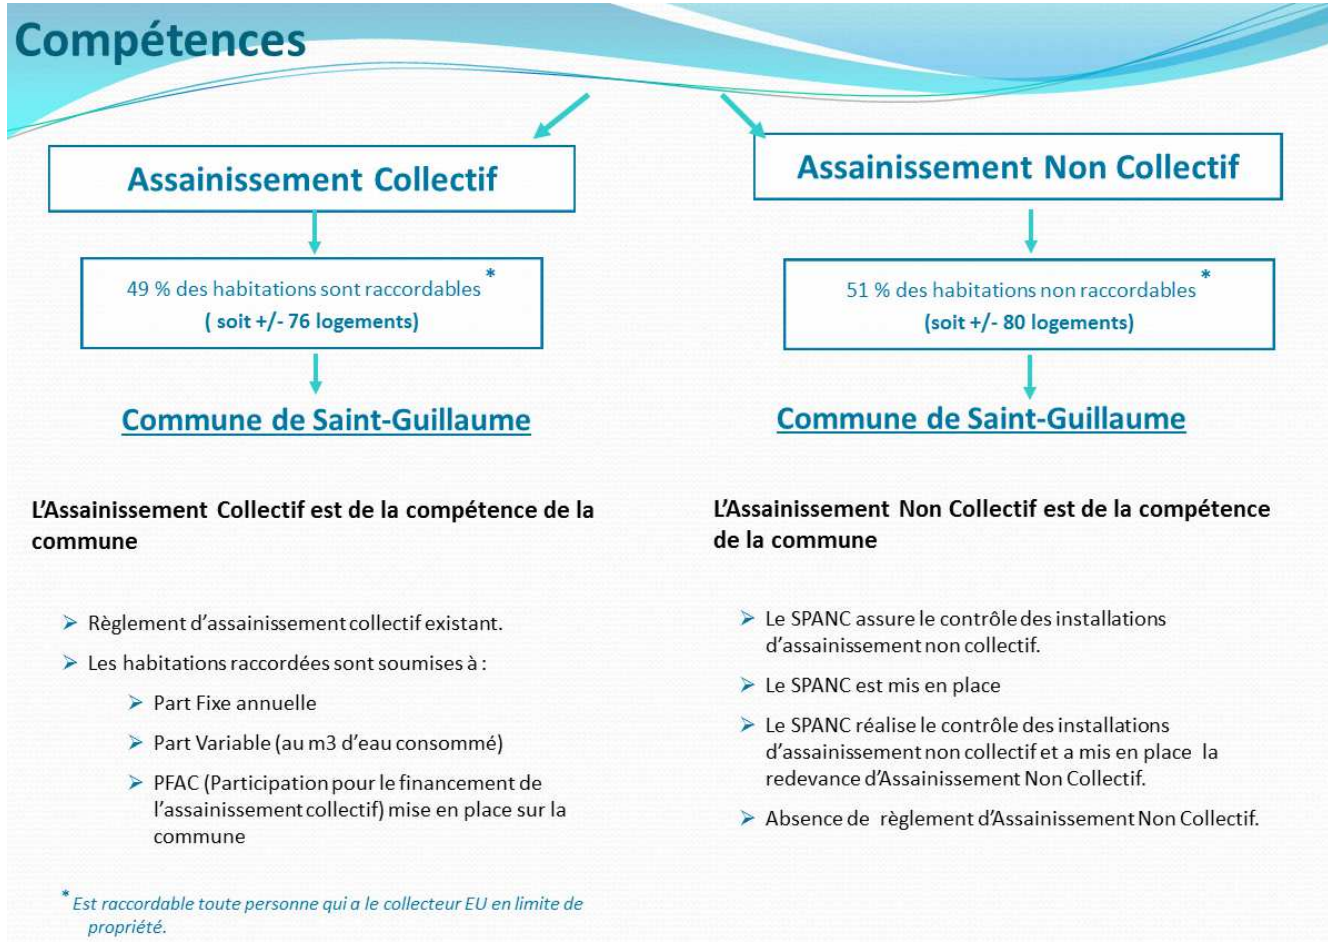 Compétences
Assainissement Collectif
49 % des habitations sont raccordables *
( soit +/- 76 logements)
Commune de Saint-Guillaume
L’Assainissement Collectif est de la compétence de la
commune
➢ Règlement d’assainissement collectif existant.
➢ Les habitations raccordées sont soumises à :
➢ Part Fixe annuelle
➢ Part Variable (au m3 d’eau consommé)
➢ PFAC (Participation pour le financement de
l’assainissement collectif) mise en place sur la
commune
* Est raccordable toute personne qui a le collecteur EU en limite de
propriété.
Assainissement Non Collectif
51 % des habitations non raccordables *
(soit +/- 80 logements)
Commune de Saint-Guillaume
L’Assainissement Non Collectif est de la compétence
de la commune
➢ Le SPANC assure le contrôle des installations
d’assainissement non collectif.
➢ Le SPANC est mis en place
➢ Le SPANC réalise le contrôle des installations
d’assainissement non collectif et a mis en place la
redevance d’Assainissement Non Collectif.
➢ Absence de règlement d’Assainissement Non Collectif.